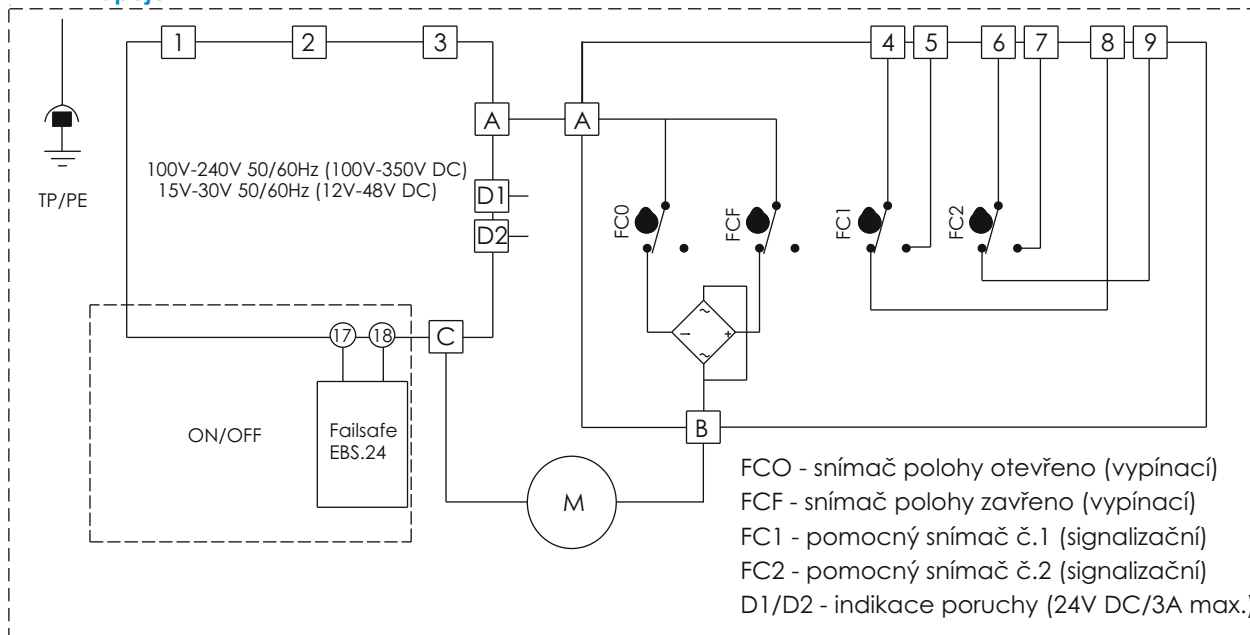 1 2 3 4 5 6 7 8 9
A A
100V-240V 50/60Hz (100V-350V DC)
15V-30V 50/60Hz (12V-48V DC)
TP/PE
D1
D2
FC0 FCF FC1 FC2
~
- +
~
17 18 C
ON/OFF
Failsafe
EBS.24
B
M
FCO - snímač polohy otevřeno (vypínací)
FCF - snímač polohy zavřeno (vypínací)
FC1 - pomocný snímač č.1 (signalizační)
FC2 - pomocný snímač č.2 (signalizační)
D1/D2 - indikace poruchy (24V DC/3A max.)